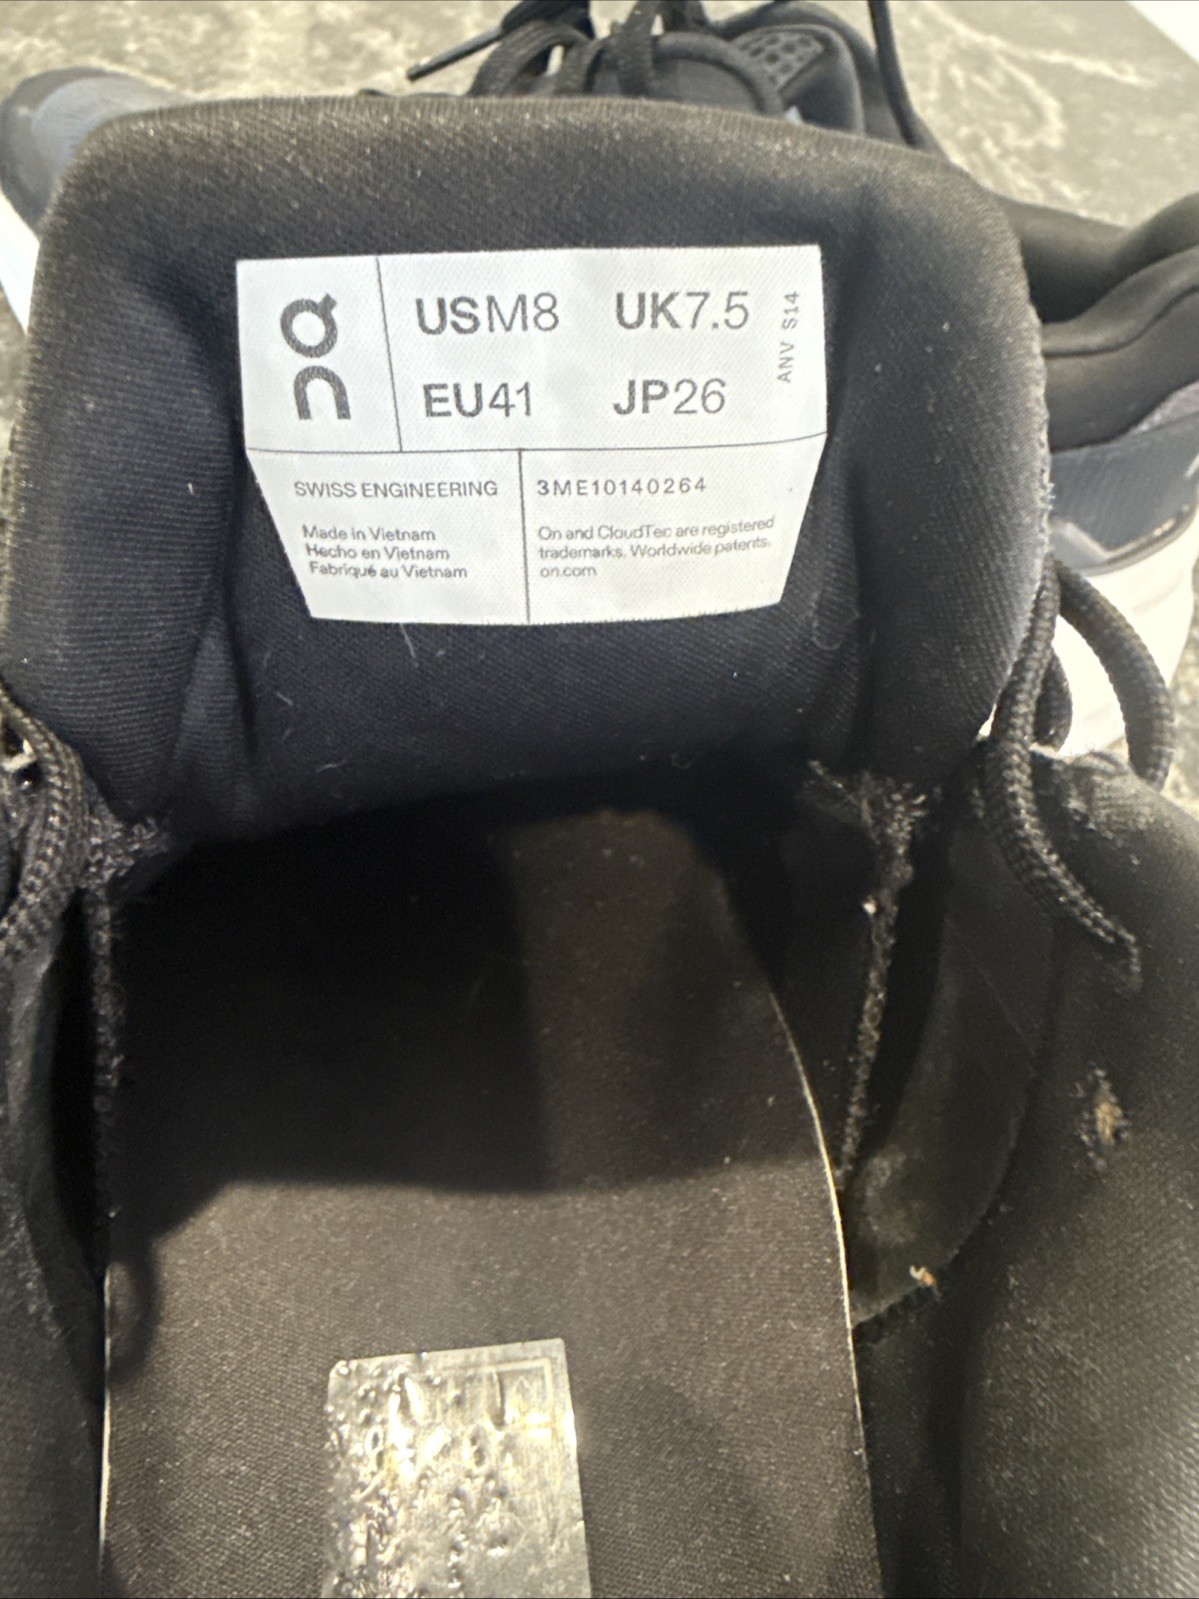 On
USM8 UK7.5
EU41 JP26
ANV S14
SWISS ENGINEERING
Made in Vietnam
Hecho en Vietnam
Fabriqué au Vietnam
3ME10140264
On and CloudTec are registered
trademarks. Worldwide patents.
on.com